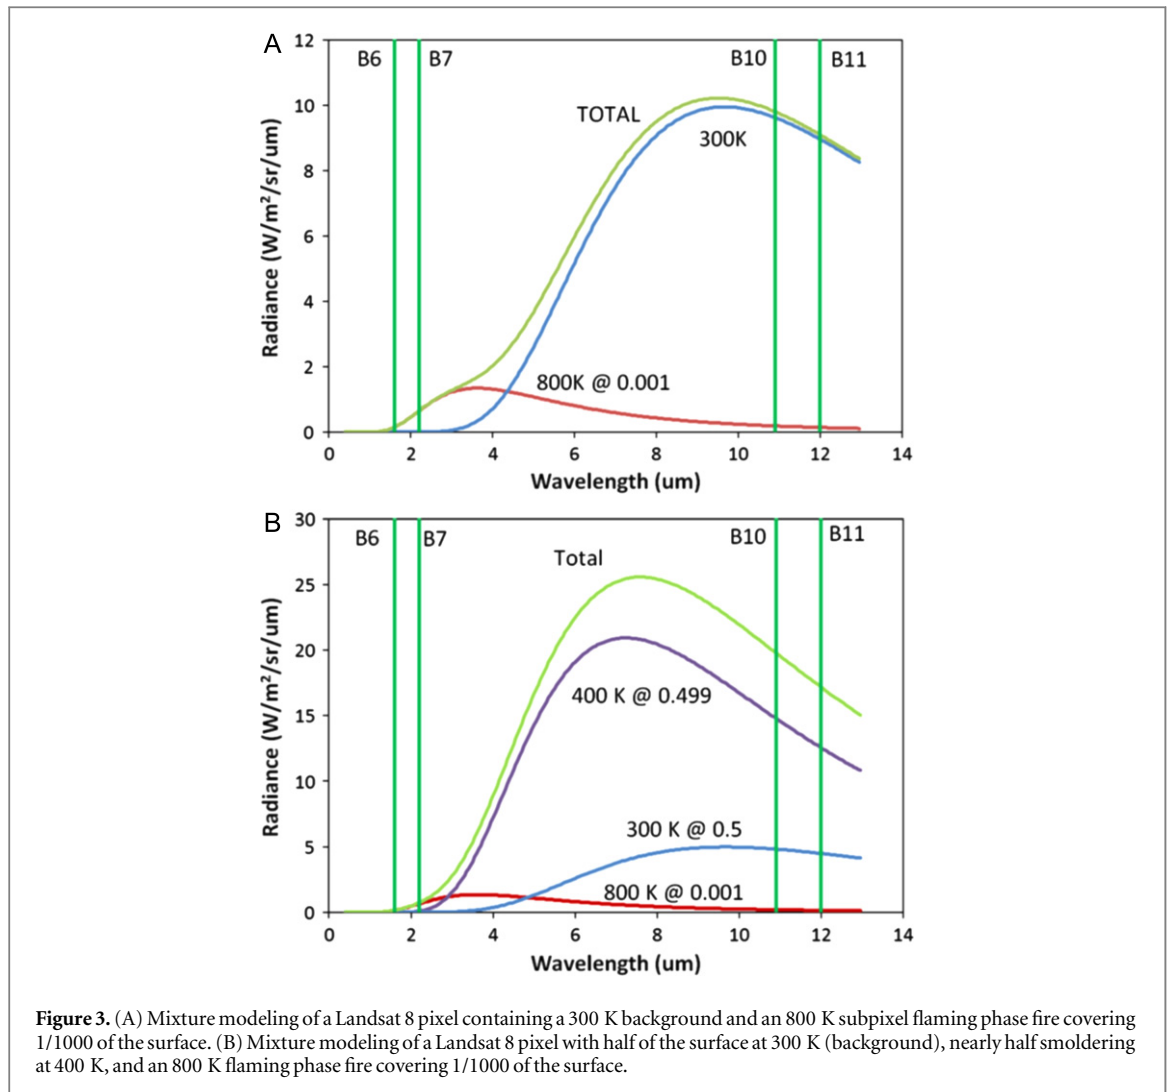 A
12
10
8
6
4
2
0
Radiance (W/m²/sr/um)
B6
B7
B10
B11
TOTAL
300K
800K @ 0.001
0 2 4 6 8 10 12 14
Wavelength (um)
B
30
25
20
15
10
5
0
Radiance (W/m²/sr/um)
B6
B7
B10
B11
Total
400 K @ 0.499
300 K @ 0.5
800 K @ 0.001
0 2 4 6 8 10 12 14
Wavelength (um)
Figure 3. (A) Mixture modeling of a Landsat 8 pixel containing a 300 K background and an 800 K subpixel flaming phase fire covering
1/1000 of the surface. (B) Mixture modeling of a Landsat 8 pixel with half of the surface at 300 K (background), nearly half smoldering
at 400 K, and an 800 K flaming phase fire covering 1/1000 of the surface.